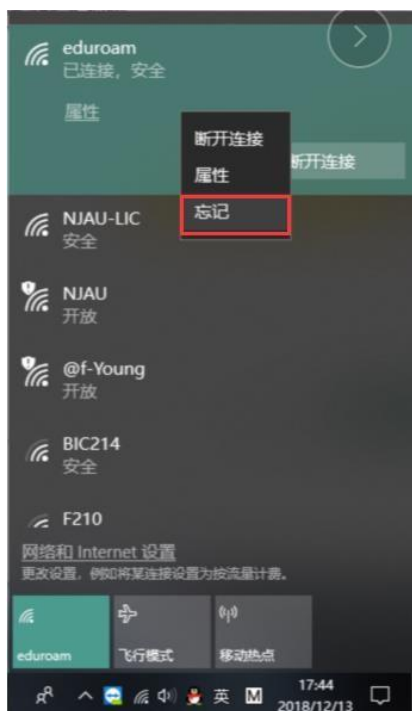 eduroam
已连接，安全
属性
断开连接
断开连接
属性
忘记
NJAU-LIC
安全
NJAU
开放
@f-Young
开放
BIC214
安全
F210
网络和 Internet 设置
更改设置，例如将某连接设置为按流量计费。
eduroam
飞行模式
移动热点
英
M
17:44
2018/12/13